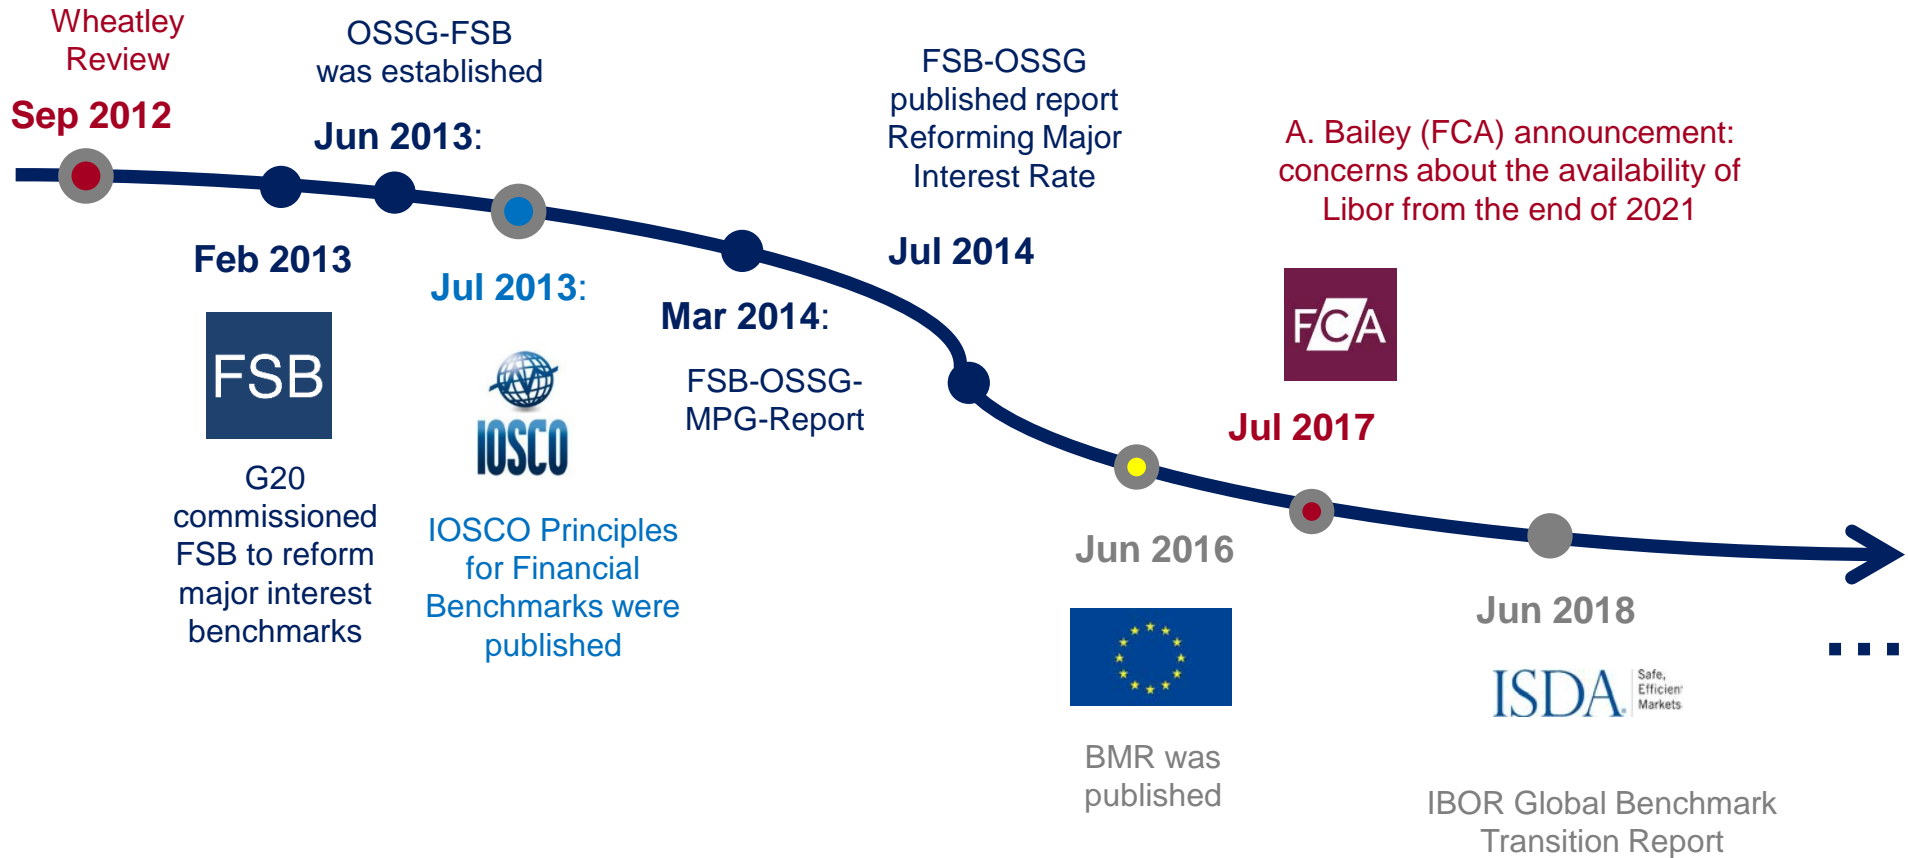 Wheatley
Review
Sep 2012
OSSG-FSB
was established
Jun 2013:
FSB-OSSG
published report
Reforming Major
Interest Rate
Jul 2014
A. Bailey (FCA) announcement:
concerns about the availability of
Libor from the end of 2021
FCA
Jul 2017
Feb 2013
FSB
G20
commissioned
FSB to reform
major interest
benchmarks
Jul 2013:
IOSCO
IOSCO Principles
for Financial
Benchmarks were
published
Mar 2014:
FSB-OSSG-
MPG-Report
Jun 2016
BMR was
published
Jun 2018
ISDA.
Safe,
Efficient
Markets
IBOR Global Benchmark
Transition Report